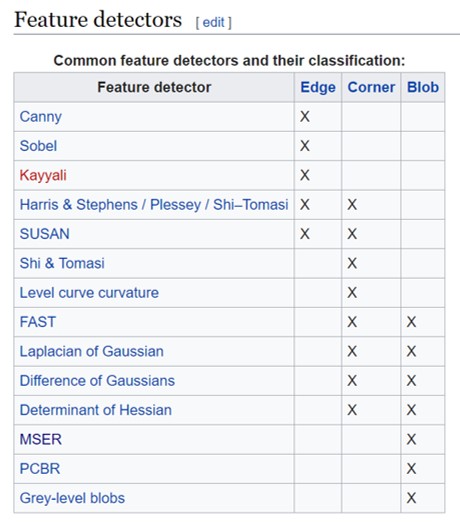 Feature detectors [ edit ]
Common feature detectors and their classification:
Feature detector Edge Corner Blob
Canny X
Sobel X
Kayyali X
Harris & Stephens / Plessey / Shi–Tomasi X X
SUSAN X X
Shi & Tomasi X
Level curve curvature X
FAST X X
Laplacian of Gaussian X X
Difference of Gaussians X X
Determinant of Hessian X X
MSER X
PCBR X
Grey-level blobs X